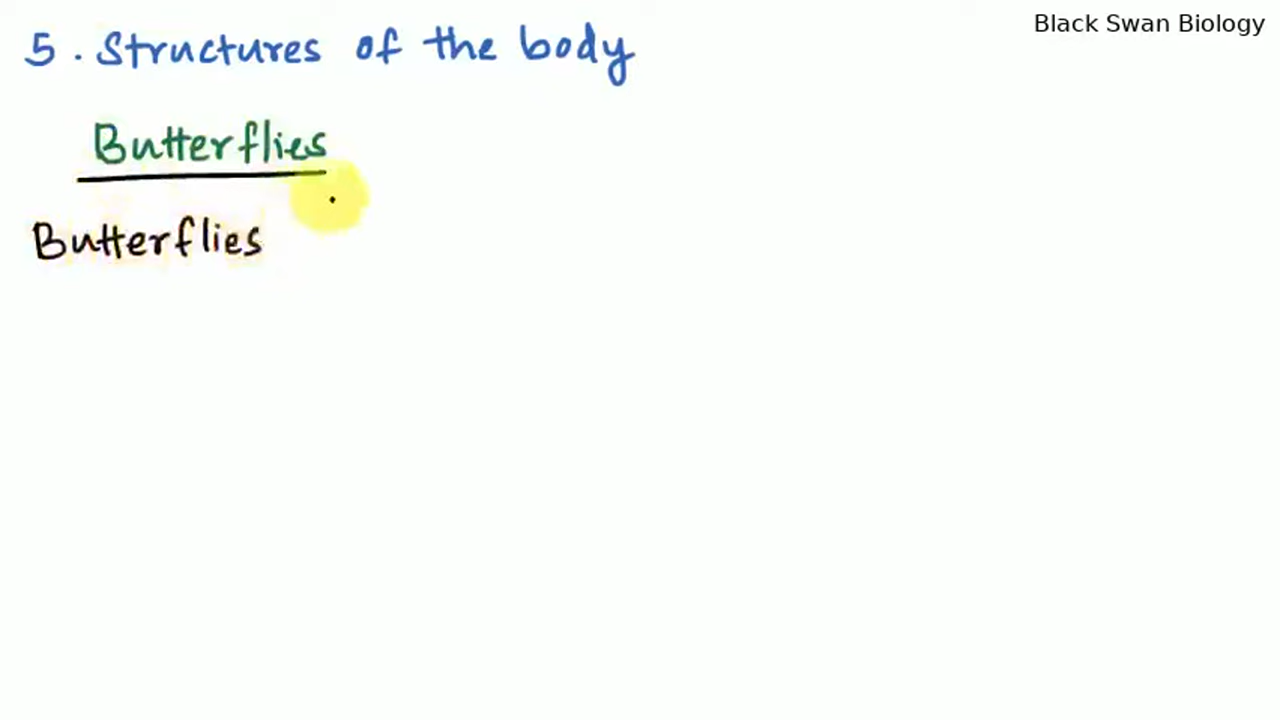 Black Swan Biology
5. Structures of the body
Butterflies
Butterflies